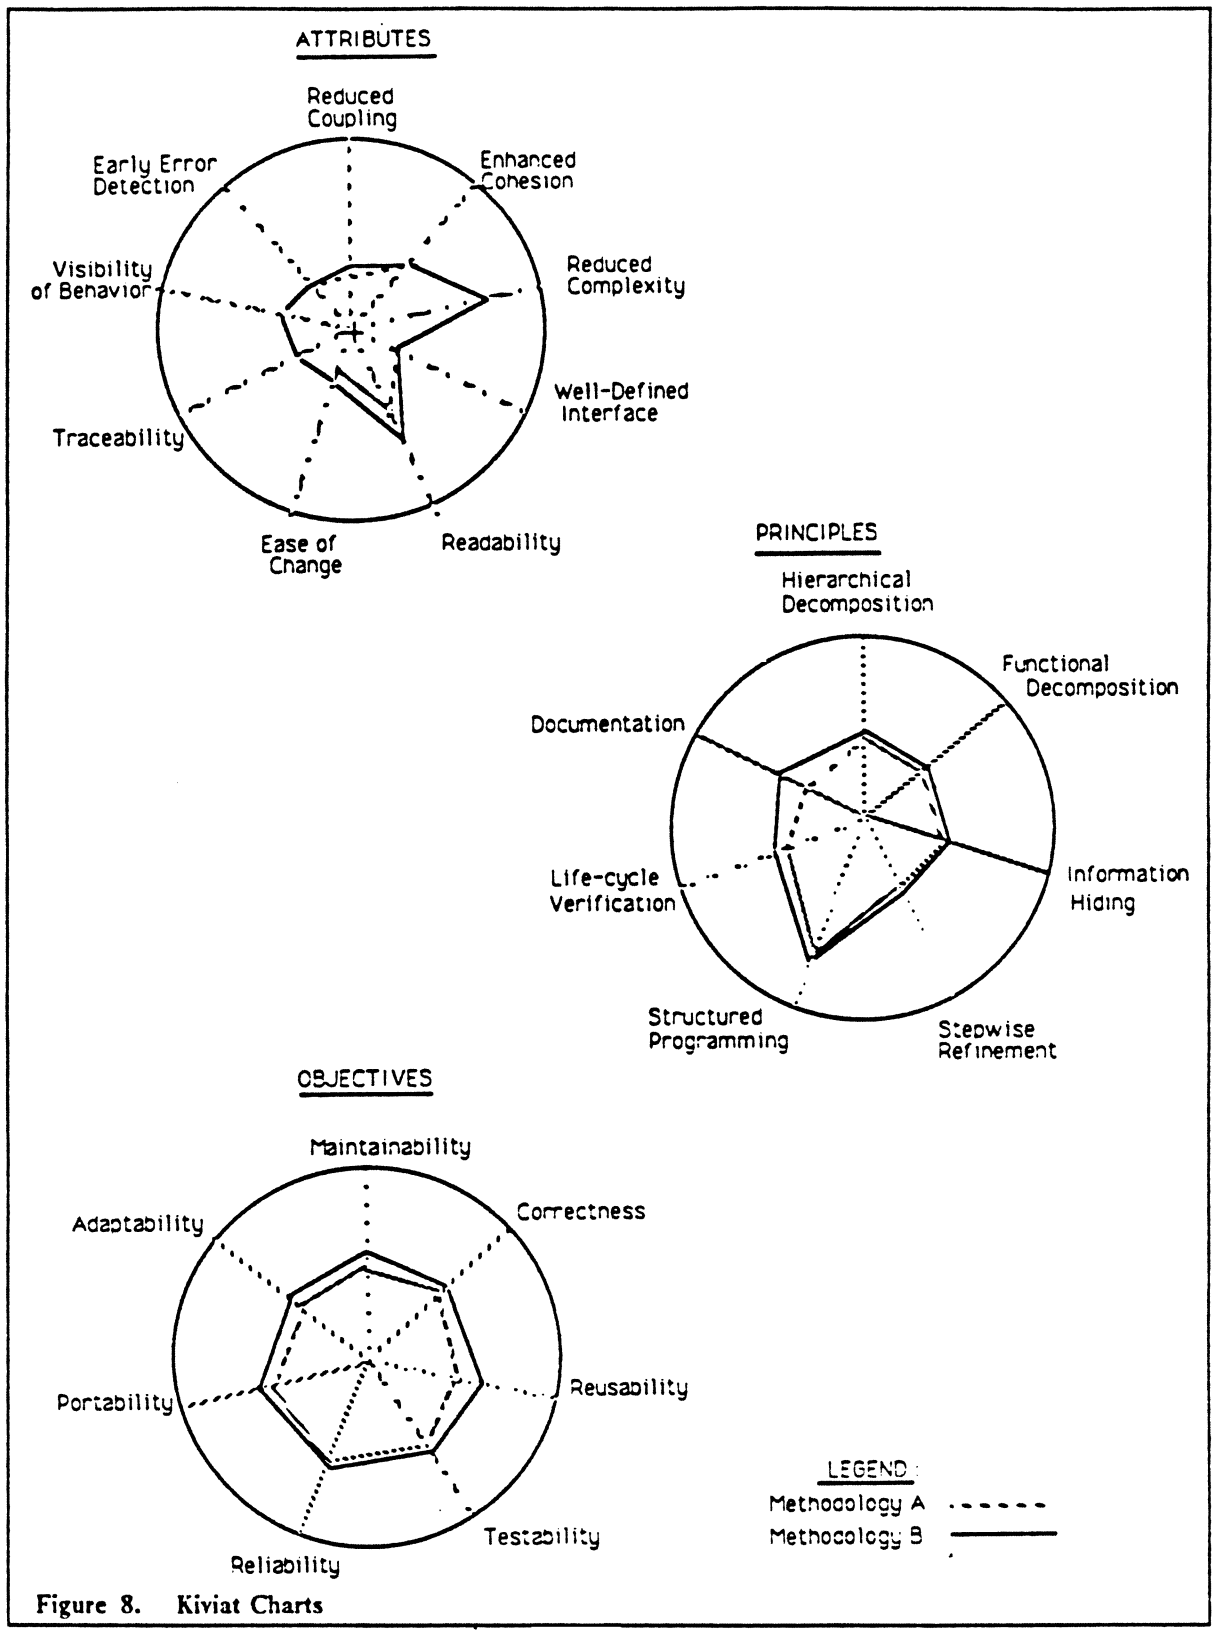 ATTRIBUTES
Reduced
Coupling
Early Error
Detection
Enhanced
Cohesion
Visibility
of Behavior
Reduced
Complexity
Well-Defined
Interface
Traceability
Ease of
Change
Readability
PRINCIPLES
Hierarchical
Decomposition
Functional
Decomposition
Documentation
Life-cycle
Verification
Information
Hiding
Structured
Programming
Stepwise
Refinement
OBJECTIVES
Maintainability
Adaptability
Correctness
Portability
Reusability
Testability
Reliability
LEGEND:
Methodology A
Methodology B
Figure 8. Kiviat Charts